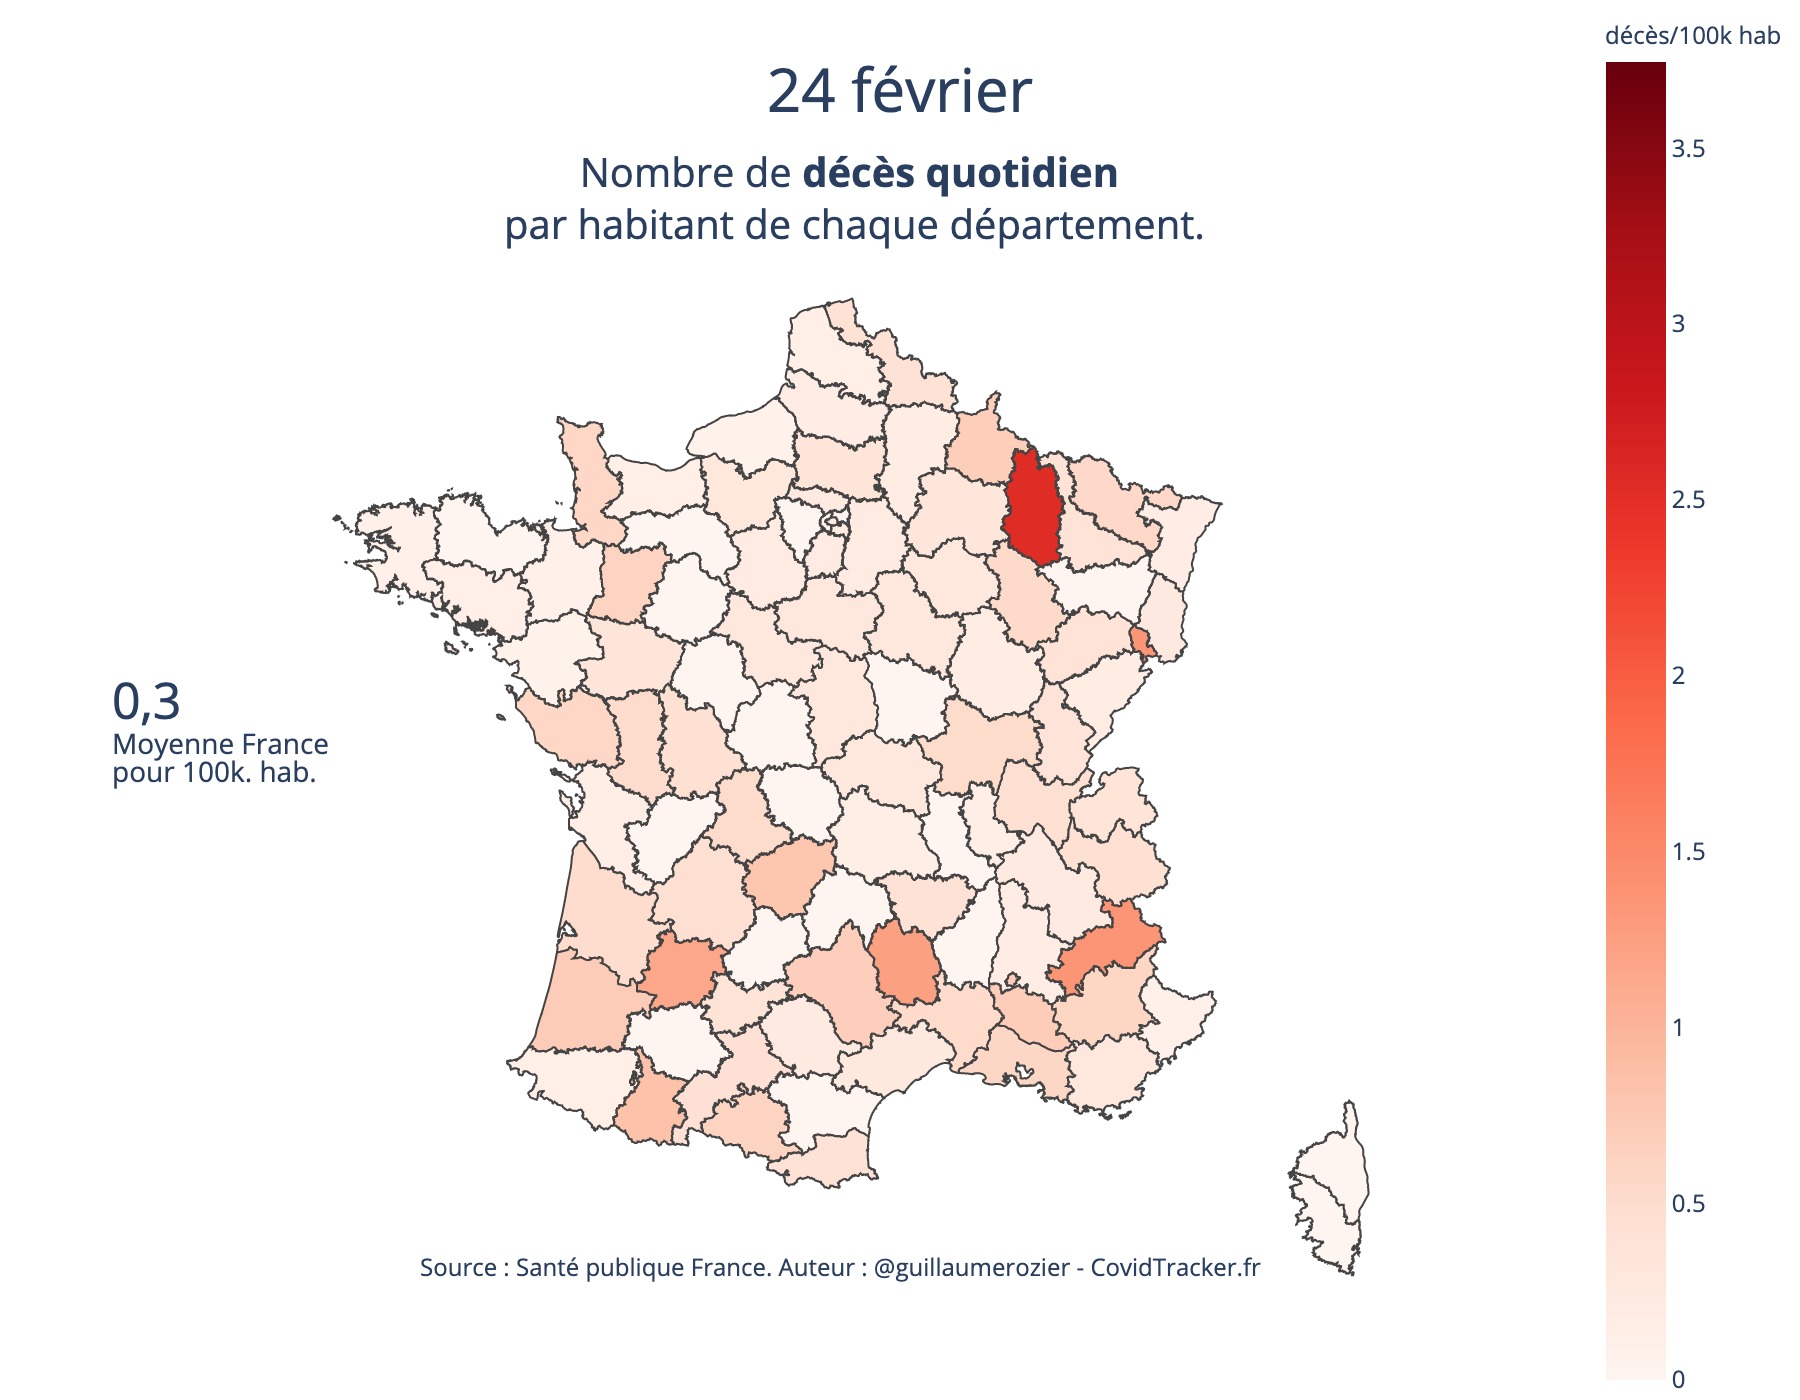 24 février
Nombre de décès quotidien
par habitant de chaque département.
0,3
Moyenne France
pour 100k. hab.
décès/100k hab
3.5
3
2.5
2
1.5
1
0.5
0
Source : Santé publique France. Auteur : @guillaumerozier - CovidTracker.fr